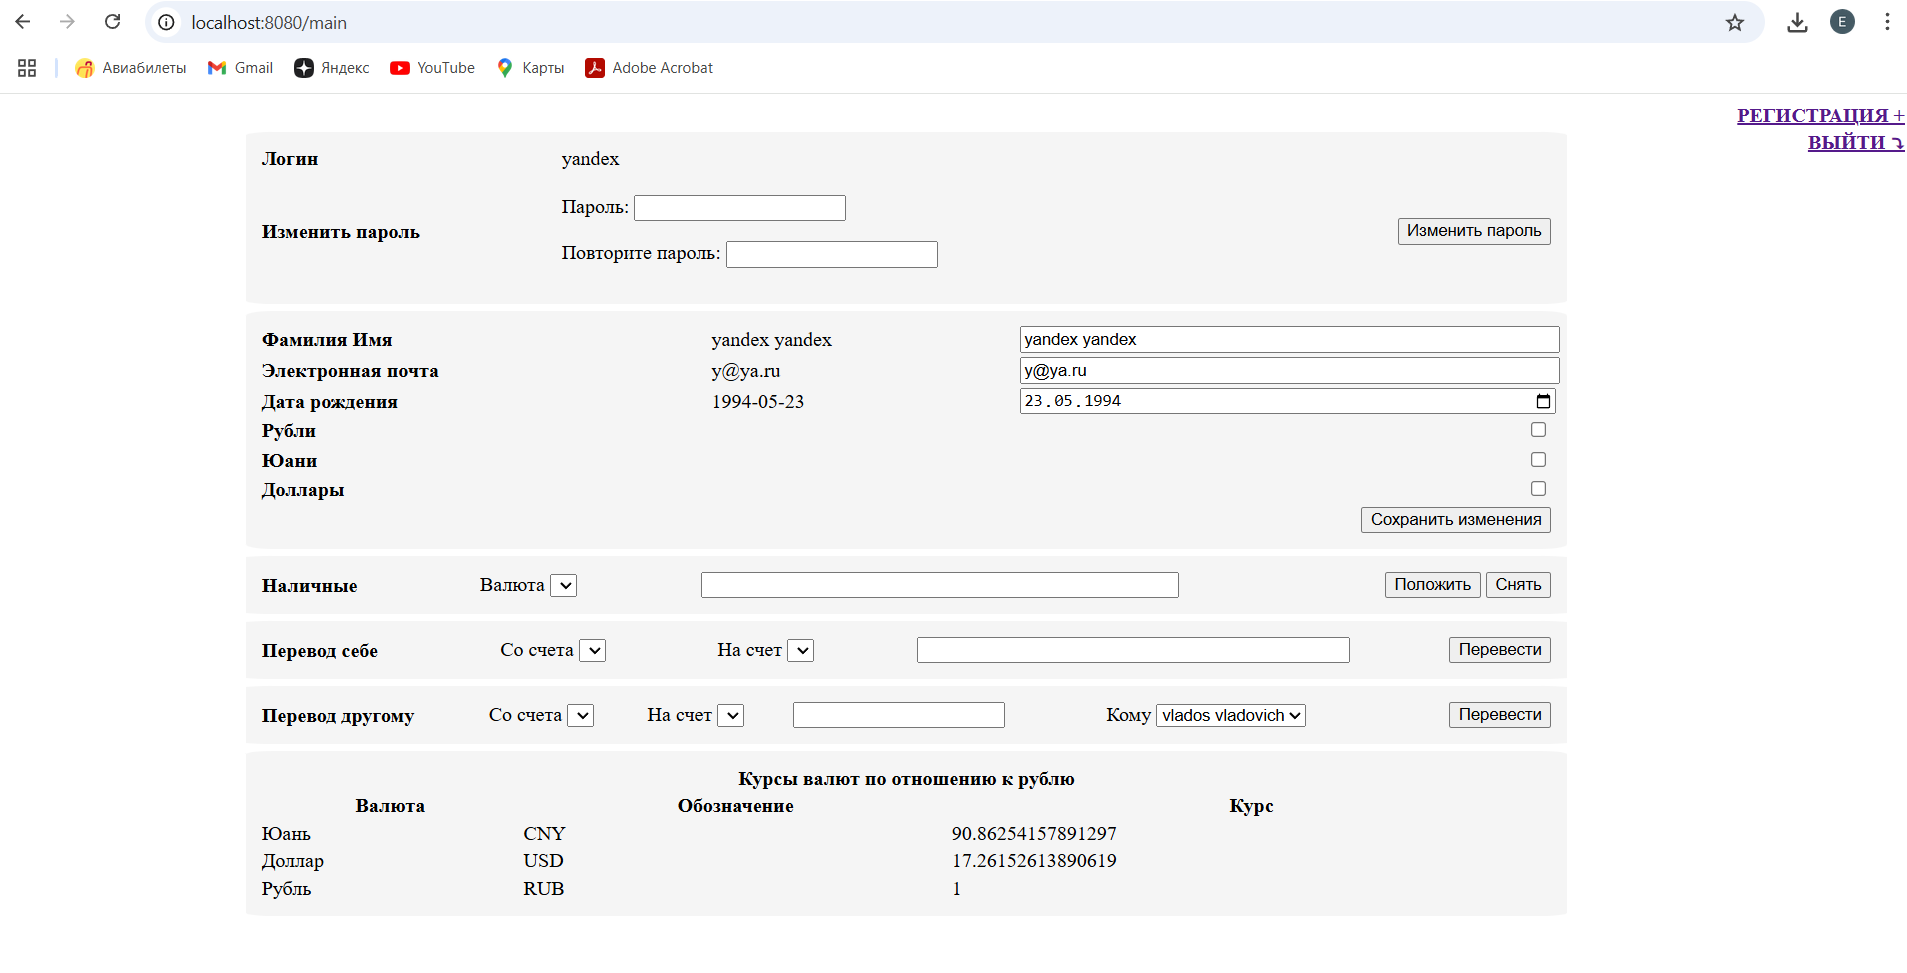 localhost:8080/main
E
Авиабилеты Gmail Яндекс YouTube Карты Adobe Acrobat
РЕГИСТРАЦИЯ +
ВЫЙТИ ⤵
Логин yandex
Пароль:
Изменить пароль Изменить пароль
Повторите пароль:
Фамилия Имя yandex yandex yandex yandex
Электронная почта y@ya.ru y@ya.ru
Дата рождения 1994-05-23 23.05.1994
Рубли
Юани
Доллары
Сохранить изменения
Наличные Валюта Положить Снять
Перевод себе Со счета На счет Перевести
Перевод другому Со счета На счет Кому vlados vladovich Перевести
Курсы валют по отношению к рублю
Валюта Обозначение Курс
Юань CNY 90.86254157891297
Доллар USD 17.26152613890619
Рубль RUB 1